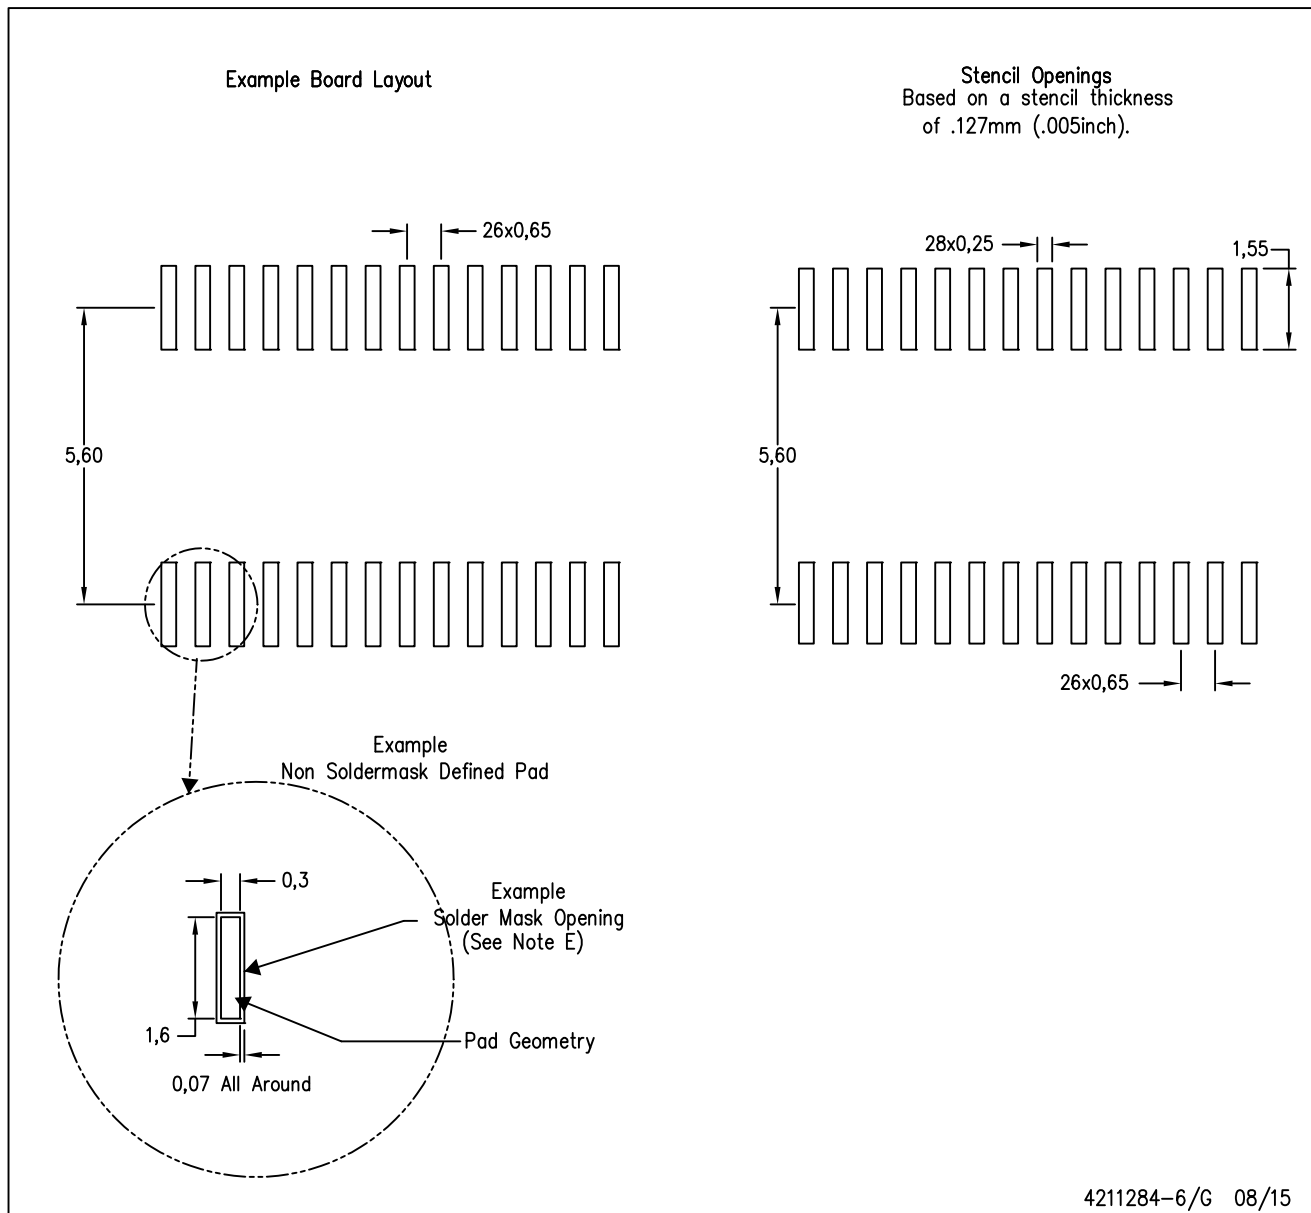 Example Board Layout
Stencil Openings
Based on a stencil thickness
of .127mm (.005inch).
26x0,65
28x0,25
1,55
5,60
5,60
26x0,65
Example
Non Soldermask Defined Pad
0,3
Example
Solder Mask Opening
(See Note E)
1,6
Pad Geometry
0,07 All Around
4211284-6/G 08/15